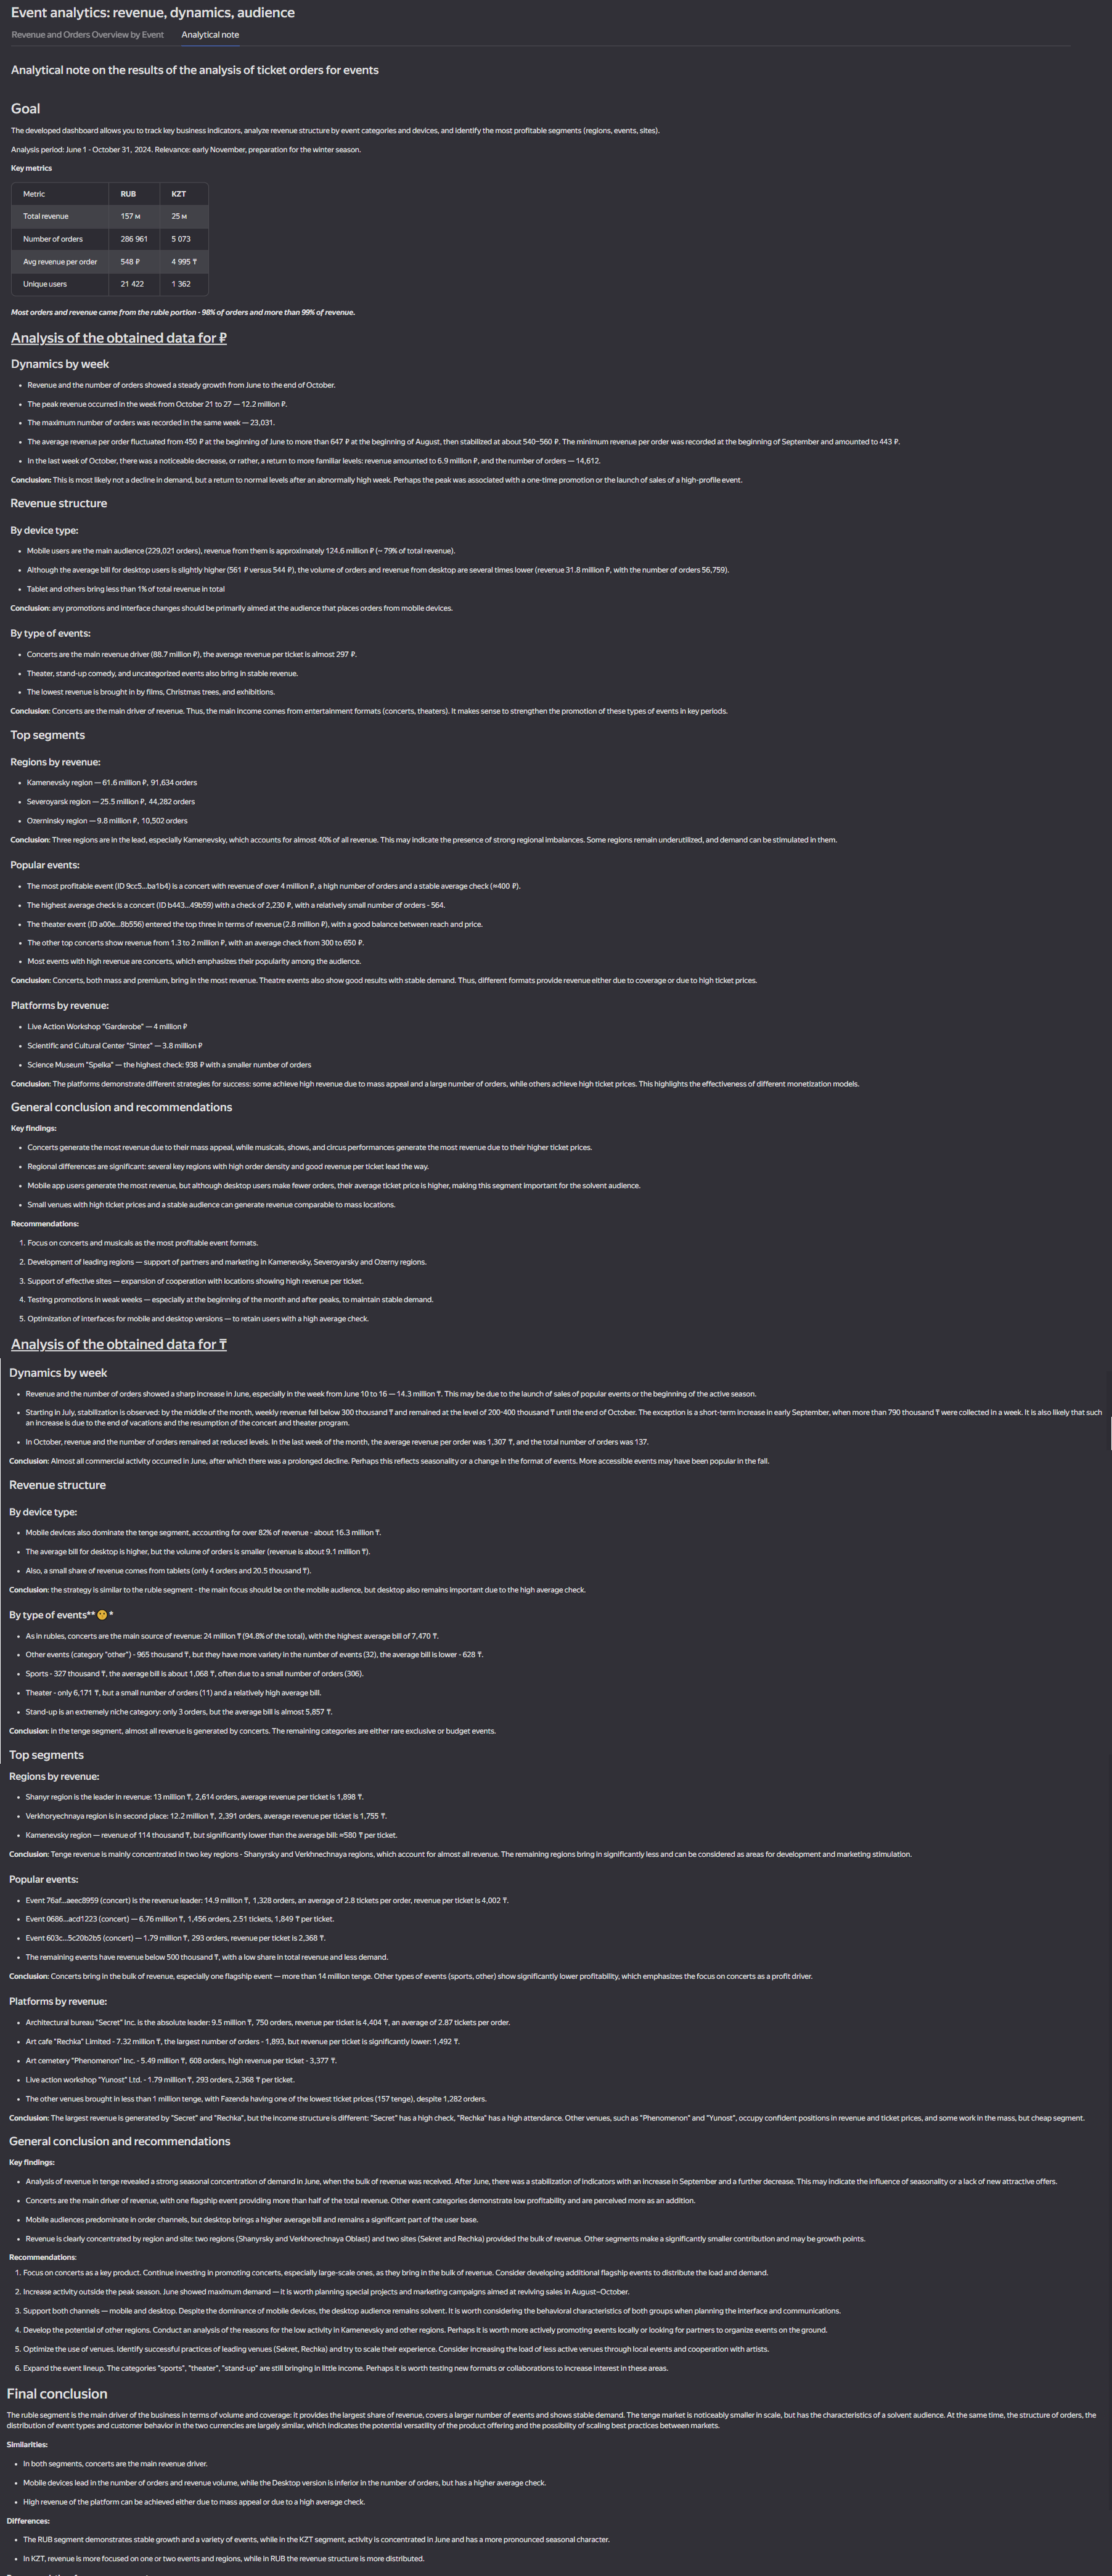 Event analytics: revenue, dynamics, audience
Revenue and Orders Overview by Event Analytical note
Analytical note on the results of the analysis of ticket orders for events
Goal
The developed dashboard allows you to track key business indicators, analyze revenue structure by event categories and devices, and identify the most profitable segments (regions, events, sites).
Analysis period: June 1 - October 31, 2024. Relevance: early November, preparation for the winter season.
Key metrics
Metric RUB KZT
Total revenue 157 м 25 м
Number of orders 286 961 5 073
Avg revenue per order 548 ₽ 4 995 ₸
Unique users 21 422 1 362
Most orders and revenue came from the ruble portion - 98% of orders and more than 99% of revenue.
Analysis of the obtained data for ₽
Dynamics by week
• Revenue and the number of orders showed a steady growth from June to the end of October.
• The peak revenue occurred in the week from October 21 to 27 — 12.2 million ₽.
• The maximum number of orders was recorded in the same week — 23,031.
• The average revenue per order fluctuated from 450 ₽ at the beginning of June to more than 647 ₽ at the beginning of August, then stabilized at about 540–560 ₽. The minimum revenue per order was recorded at the beginning of September and amounted to 443 ₽.
• In the last week of October, there was a noticeable decrease, or rather, a return to more familiar levels: revenue amounted to 6.9 million ₽, and the number of orders — 14,612.
Conclusion: This is most likely not a decline in demand, but a return to normal levels after an abnormally high week. Perhaps the peak was associated with a one-time promotion or the launch of sales of a high-profile event.
Revenue structure
By device type:
• Mobile users are the main audience (229,021 orders), revenue from them is approximately 124.6 million ₽ (~ 79% of total revenue).
• Although the average bill for desktop users is slightly higher (561 ₽ versus 544 ₽), the volume of orders and revenue from desktop are several times lower (revenue 31.8 million ₽, with the number of orders 56,759).
• Tablet and others bring less than 1% of total revenue in total
Conclusion: any promotions and interface changes should be primarily aimed at the audience that places orders from mobile devices.
By type of events:
• Concerts are the main revenue driver (88.7 million ₽), the average revenue per ticket is almost 297 ₽.
• Theater, stand-up comedy, and uncategorized events also bring in stable revenue.
• The lowest revenue is brought in by films, Christmas trees, and exhibitions.
Conclusion: Concerts are the main driver of revenue. Thus, the main income comes from entertainment formats (concerts, theaters). It makes sense to strengthen the promotion of these types of events in key periods.
Top segments
Regions by revenue:
• Kamenevsky region — 61.6 million ₽, 91,634 orders
• Severoyarsk region — 25.5 million ₽, 44,282 orders
• Ozerninsky region — 9.8 million ₽, 10,502 orders
Conclusion: Three regions are in the lead, especially Kamenevsky, which accounts for almost 40% of all revenue. This may indicate the presence of strong regional imbalances. Some regions remain underutilized, and demand can be stimulated in them.
Popular events:
• The most profitable event (ID 9cc5...ba1b4) is a concert with revenue of over 4 million ₽, a high number of orders and a stable average check (≈400 ₽).
• The highest average check is a concert (ID b443...49b59) with a check of 2,230 ₽, with a relatively small number of orders - 564.
• The theater event (ID a00e...8b556) entered the top three in terms of revenue (2.8 million ₽), with a good balance between reach and price.
• The other top concerts show revenue from 1.3 to 2 million ₽, with an average check from 300 to 650 ₽.
• Most events with high revenue are concerts, which emphasizes their popularity among the audience.
Conclusion: Concerts, both mass and premium, bring in the most revenue. Theatre events also show good results with stable demand. Thus, different formats provide revenue either due to coverage or due to high ticket prices.
Platforms by revenue:
• Live Action Workshop "Garderobe" — 4 million ₽
• Scientific and Cultural Center "Sintez" — 3.8 million ₽
• Science Museum "Spelka" — the highest check: 938 ₽ with a smaller number of orders
Conclusion: The platforms demonstrate different strategies for success: some achieve high revenue due to mass appeal and a large number of orders, while others achieve high ticket prices. This highlights the effectiveness of different monetization models.
General conclusion and recommendations
Key findings:
• Concerts generate the most revenue due to their mass appeal, while musicals, shows, and circus performances generate the most revenue due to their higher ticket prices.
• Regional differences are significant: several key regions with high order density and good revenue per ticket lead the way.
• Mobile app users generate the most revenue, but although desktop users make fewer orders, their average ticket price is higher, making this segment important for the solvent audience.
• Small venues with high ticket prices and a stable audience can generate revenue comparable to mass locations.
Recommendations:
1. Focus on concerts and musicals as the most profitable event formats.
2. Development of leading regions — support of partners and marketing in Kamenevsky, Severoyarsky and Ozerny regions.
3. Support of effective sites — expansion of cooperation with locations showing high revenue per ticket.
4. Testing promotions in weak weeks — especially at the beginning of the month and after peaks, to maintain stable demand.
5. Optimization of interfaces for mobile and desktop versions — to retain users with a high average check.
Analysis of the obtained data for ₸
Dynamics by week
• Revenue and the number of orders showed a sharp increase in June, especially in the week from June 10 to 16 — 14.3 million ₸. This may be due to the launch of sales of popular events or the beginning of the active season.
• Starting in July, stabilization is observed: by the middle of the month, weekly revenue fell below 300 thousand ₸ and remained at the level of 200-400 thousand ₸ until the end of October. The exception is a short-term increase in early September, when more than 790 thousand ₸ were collected in a week. It is also likely that such
an increase is due to the end of vacations and the resumption of the concert and theater program.
• In October, revenue and the number of orders remained at reduced levels. In the last week of the month, the average revenue per order was 1,307 ₸, and the total number of orders was 137.
Conclusion: Almost all commercial activity occurred in June, after which there was a prolonged decline. Perhaps this reflects seasonality or a change in the format of events. More accessible events may have been popular in the fall.
Revenue structure
By device type:
• Mobile devices also dominate the tenge segment, accounting for over 82% of revenue - about 16.3 million ₸.
• The average bill for desktop is higher, but the volume of orders is smaller (revenue is about 9.1 million ₸).
• Also, a small share of revenue comes from tablets (only 4 orders and 20.5 thousand ₸).
Conclusion: the strategy is similar to the ruble segment - the main focus should be on the mobile audience, but desktop also remains important due to the high average check.
By type of events** 🤔 *
• As in rubles, concerts are the main source of revenue: 24 million ₸ (94.8% of the total), with the highest average bill of 7,470 ₸.
• Other events (category "other") - 965 thousand ₸, but they have more variety in the number of events (32), the average bill is lower - 628 ₸.
• Sports - 327 thousand ₸, the average bill is about 1,068 ₸, often due to a small number of orders (306).
• Theater - only 6,171 ₸, but a small number of orders (11) and a relatively high average bill.
• Stand-up is an extremely niche category: only 3 orders, but the average bill is almost 5,857 ₸.
Conclusion: in the tenge segment, almost all revenue is generated by concerts. The remaining categories are either rare exclusive or budget events.
Top segments
Regions by revenue:
• Shanyr region is the leader in revenue: 13 million ₸, 2,614 orders, average revenue per ticket is 1,898 ₸.
• Verkhoryechnaya region is in second place: 12.2 million ₸, 2,391 orders, average revenue per ticket is 1,755 ₸.
• Kamenevsky region — revenue of 114 thousand ₸, but significantly lower than the average bill: ≈580 ₸ per ticket.
Conclusion: Tenge revenue is mainly concentrated in two key regions - Shanyrsky and Verkhnechnaya regions, which account for almost all revenue. The remaining regions bring in significantly less and can be considered as areas for development and marketing stimulation.
Popular events:
• Event 76af...aeec8959 (concert) is the revenue leader: 14.9 million ₸, 1,328 orders, an average of 2.8 tickets per order, revenue per ticket is 4,002 ₸.
• Event 0686...acd1223 (concert) — 6.76 million ₸, 1,456 orders, 2.51 tickets, 1,849 ₸ per ticket.
• Event 603c...5c20b2b5 (concert) — 1.79 million ₸, 293 orders, revenue per ticket is 2,368 ₸.
• The remaining events have revenue below 500 thousand ₸, with a low share in total revenue and less demand.
Conclusion: Concerts bring in the bulk of revenue, especially one flagship event — more than 14 million tenge. Other types of events (sports, other) show significantly lower profitability, which emphasizes the focus on concerts as a profit driver.
Platforms by revenue:
• Architectural bureau "Secret" Inc. is the absolute leader: 9.5 million ₸, 750 orders, revenue per ticket is 4,404 ₸, an average of 2.87 tickets per order.
• Art cafe "Rechka" Limited - 7.32 million ₸, the largest number of orders - 1,893, but revenue per ticket is significantly lower: 1,492 ₸.
• Art cemetery "Phenomenon" Inc. - 5.49 million ₸, 608 orders, high revenue per ticket - 3,377 ₸.
• Live action workshop "Yunost" Ltd. - 1.79 million ₸, 293 orders, 2,368 ₸ per ticket.
• The other venues brought in less than 1 million tenge, with Fazenda having one of the lowest ticket prices (157 tenge), despite 1,282 orders.
Conclusion: The largest revenue is generated by "Secret" and "Rechka", but the income structure is different: "Secret" has a high check, "Rechka" has a high attendance. Other venues, such as "Phenomenon" and "Yunost", occupy confident positions in revenue and ticket prices, and some work in the mass, but cheap segment.
General conclusion and recommendations
Key findings:
• Analysis of revenue in tenge revealed a strong seasonal concentration of demand in June, when the bulk of revenue was received. After June, there was a stabilization of indicators with an increase in September and a further decrease. This may indicate the influence of seasonality or a lack of new attractive offers.
• Concerts are the main driver of revenue, with one flagship event providing more than half of the total revenue. Other event categories demonstrate low profitability and are perceived more as an addition.
• Mobile audiences predominate in order channels, but desktop brings a higher average bill and remains a significant part of the user base.
• Revenue is clearly concentrated by region and site: two regions (Shanyrsky and Verkhorechnaya Oblast) and two sites (Sekret and Rechka) provided the bulk of revenue. Other segments make a significantly smaller contribution and may be growth points.
Recommendations:
1. Focus on concerts as a key product. Continue investing in promoting concerts, especially large-scale ones, as they bring in the bulk of revenue. Consider developing additional flagship events to distribute the load and demand.
2. Increase activity outside the peak season. June showed maximum demand — it is worth planning special projects and marketing campaigns aimed at reviving sales in August–October.
3. Support both channels — mobile and desktop. Despite the dominance of mobile devices, the desktop audience remains solvent. It is worth considering the behavioral characteristics of both groups when planning the interface and communications.
4. Develop the potential of other regions. Conduct an analysis of the reasons for the low activity in Kamenevsky and other regions. Perhaps it is worth more actively promoting events locally or looking for partners to organize events on the ground.
5. Optimize the use of venues. Identify successful practices of leading venues (Sekret, Rechka) and try to scale their experience. Consider increasing the load of less active venues through local events and cooperation with artists.
6. Expand the event lineup. The categories "sports", "theater", "stand-up" are still bringing in little income. Perhaps it is worth testing new formats or collaborations to increase interest in these areas.
Final conclusion
The ruble segment is the main driver of the business in terms of volume and coverage: it provides the largest share of revenue, covers a larger number of events and shows stable demand. The tenge market is noticeably smaller in scale, but has the characteristics of a solvent audience. At the same time, the structure of orders, the
distribution of event types and customer behavior in the two currencies are largely similar, which indicates the potential versatility of the product offering and the possibility of scaling best practices between markets.
Similarities:
• In both segments, concerts are the main revenue driver.
• Mobile devices lead in the number of orders and revenue volume, while the Desktop version is inferior in the number of orders, but has a higher average check.
• High revenue of the platform can be achieved either due to mass appeal or due to a high average check.
Differences:
• The RUB segment demonstrates stable growth and a variety of events, while in the KZT segment, activity is concentrated in June and has a more pronounced seasonal character.
• In KZT, revenue is more focused on one or two events and regions, while in RUB the revenue structure is more distributed.